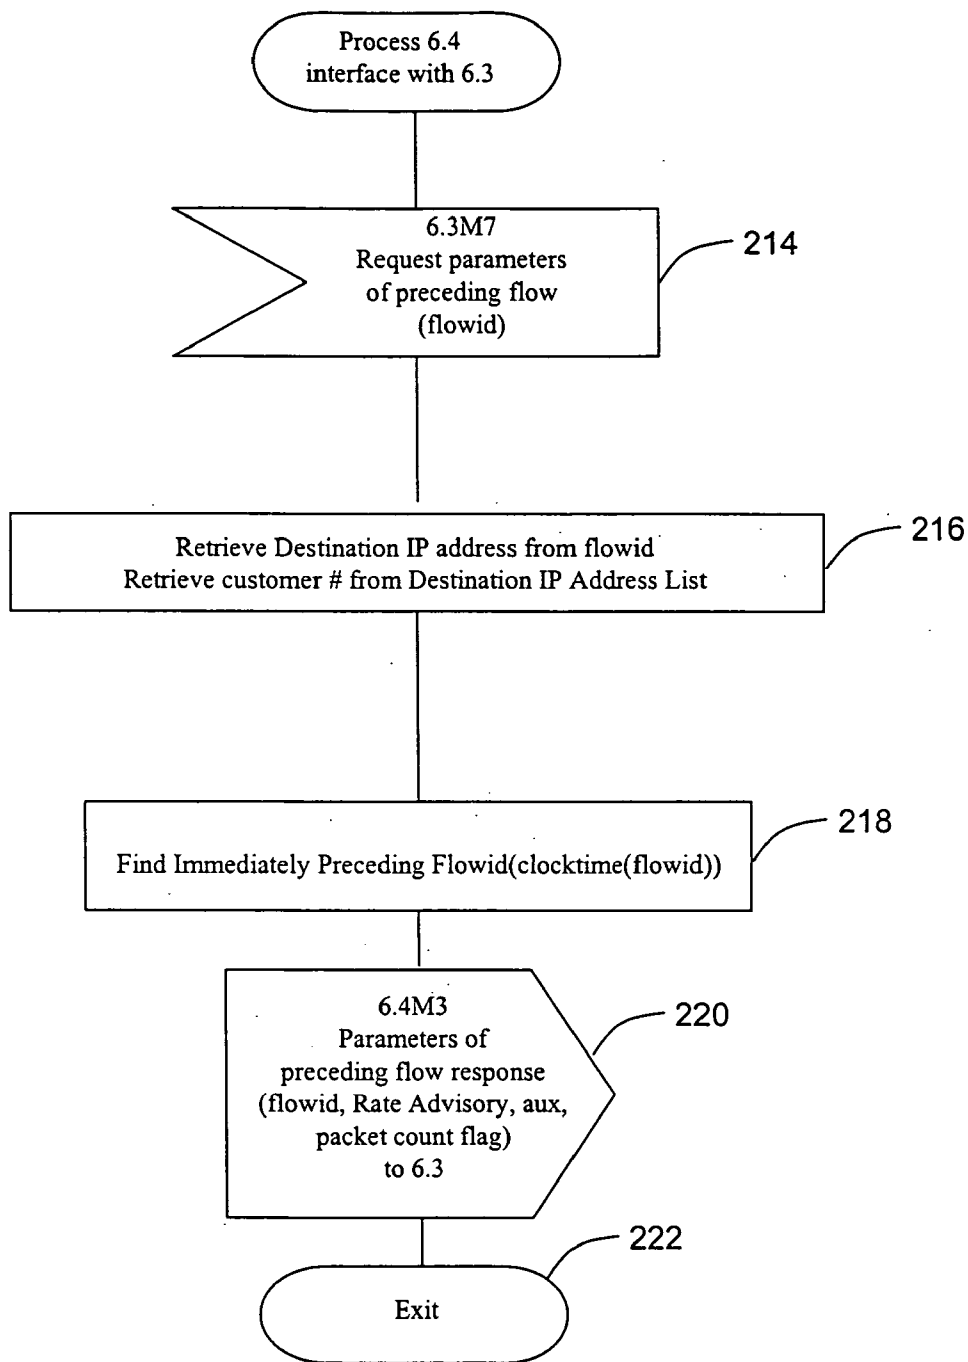 Process 6.4
interface with 6.3
6.3M7
Request parameters
of preceding flow
(flowid)
214
Retrieve Destination IP address from flowid
Retrieve customer # from Destination IP Address List
216
Find Immediately Preceding Flowid(clocktime(flowid))
218
6.4M3
Parameters of
preceding flow response
(flowid, Rate Advisory, aux,
packet count flag)
to 6.3
220
Exit
222